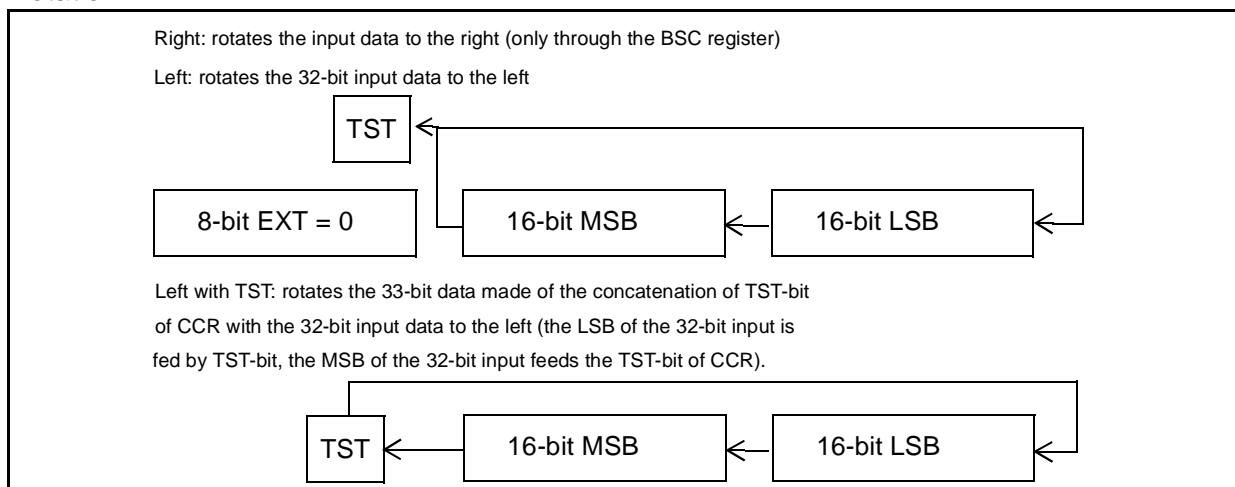 Right: rotates the input data to the right (only through the BSC register)
Left: rotates the 32-bit input data to the left
TST
8-bit EXT = 0 16-bit MSB 16-bit LSB
Left with TST: rotates the 33-bit data made of the concatenation of TST-bit
of CCR with the 32-bit input data to the left (the LSB of the 32-bit input is
fed by TST-bit, the MSB of the 32-bit input feeds the TST-bit of CCR).
TST 16-bit MSB 16-bit LSB